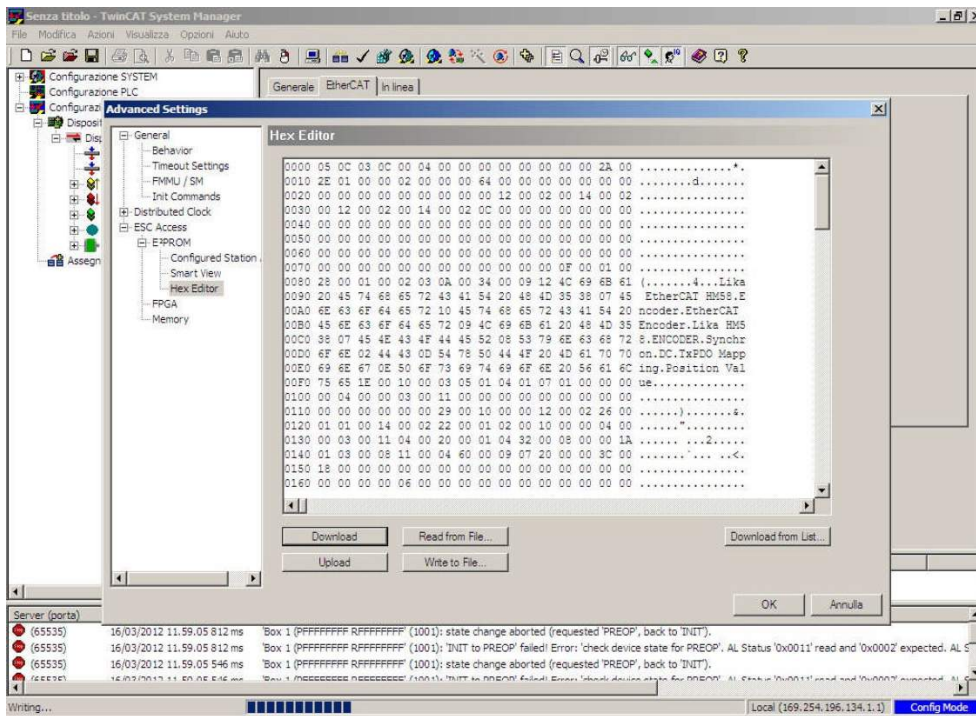 Senza titolo - TwinCAT System Manager
File Modifica Azioni Visualizza Opzioni Aiuto
Configurazione SYSTEM
Configurazione PLC
Configurazi
Disposit
Disp
Assegn
Generale EtherCAT In linea
Advanced Settings
General
Behavior
Timeout Settings
FMMU / SM
Init Commands
Distributed Clock
ESC Access
E²PROM
Configured Station
Smart View
Hex Editor
FPGA
Memory
Hex Editor
0000 05 0C 03 0C 00 04 00 00 00 00 00 00 00 00 2A 00 ..............*.
0010 2E 01 00 00 02 00 00 00 64 00 00 00 00 00 00 00 ........d.......
0020 00 00 00 00 00 00 00 00 00 12 00 02 00 14 00 02 ................
0030 00 12 00 02 00 14 00 02 0C 00 00 00 00 00 00 00 ................
0040 00 00 00 00 00 00 00 00 00 00 00 00 00 00 00 00 ................
0050 00 00 00 00 00 00 00 00 00 00 00 00 00 00 00 00 ................
0060 00 00 00 00 00 00 00 00 00 00 00 00 00 00 00 00 ................
0070 00 00 00 00 00 00 00 00 00 00 00 00 0F 00 01 00 ................
0080 28 00 01 00 02 03 0A 00 34 00 09 12 4C 69 6B 61 (.......4...Lika
0090 20 45 74 68 65 72 43 41 54 20 48 4D 35 38 07 45 EtherCAT HM58.E
00A0 6E 63 6F 64 65 72 10 45 74 68 65 72 43 41 54 20 ncoder.EtherCAT
00B0 45 6E 63 6F 64 65 72 09 4C 69 6B 61 20 48 4D 35 Encoder.Lika HM5
00C0 38 07 45 4E 43 4F 44 45 52 08 53 79 6E 63 68 72 8.ENCODER.Synchr
00D0 6F 6E 02 44 43 0D 54 78 50 44 4F 20 4D 61 70 70 on.DC.TxPDO Mapp
00E0 69 6E 67 0E 50 6F 73 69 74 69 6F 6E 20 56 61 6C ing.Position Val
00F0 75 65 1E 00 10 00 03 05 01 04 01 07 01 00 00 00 ue..............
0100 00 04 00 00 03 00 11 00 00 00 00 00 00 00 00 00 ................
0110 00 00 00 00 00 00 29 00 10 00 00 12 00 02 26 00 ......).......&.
0120 01 01 00 14 00 02 22 00 01 02 00 10 00 00 04 00 ......".........
0130 00 03 00 11 04 00 20 00 01 04 32 00 08 00 00 1A ...... ...2.....
0140 01 03 00 08 11 00 04 60 00 09 07 20 00 00 3C 00 .......`... ..<.
0150 18 00 00 00 00 00 00 00 00 00 00 00 00 00 00 00 ................
0160 00 00 00 00 06 00 00 00 00 00 00 00 00 00 00 00 ................
Download Read from File... Download from List...
Upload Write to File...
OK Annulla
Server (porta)
(65535) 16/03/2012 11.59.05 812 ms 'Box 1 (PFFFFFFFF RFFFFFFFF' (1001): state change aborted (requested 'PREOP', back to 'INIT').
(65535) 16/03/2012 11.59.05 812 ms 'Box 1 (PFFFFFFFF RFFFFFFFF' (1001): 'INIT to PREOP' failed! Error: 'check device state for PREOP'. AL Status '0x0011' read and '0x0002' expected. AL S
(65535) 16/03/2012 11.59.05 546 ms 'Box 1 (PFFFFFFFF RFFFFFFFF' (1001): state change aborted (requested 'PREOP', back to 'INIT').
Writing... Local (169.254.196.134.1.1) Config Mode